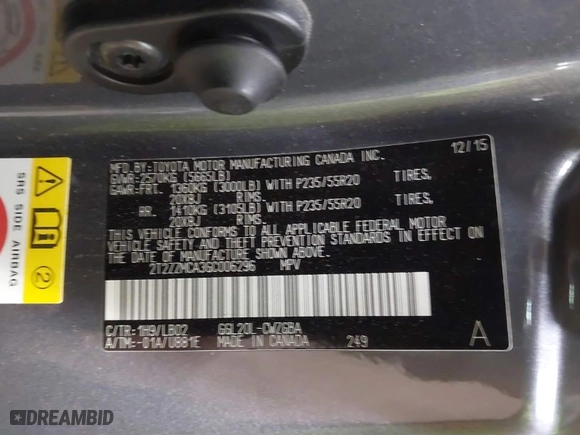 MFD.BY:TOYOTA MOTOR MANUFACTURING CANADA INC. 12/15
GVWR 2570KG (5665LB)
GAWR-FRT. 1360KG (3000LB) WITH P235/55R20 TIRES.
20X8J RIMS.
RR. 1410KG (3105LB) WITH P235/55R20 TIRES.
20X8J RIMS.
THIS VEHICLE CONFORMS TO ALL APPLICABLE FEDERAL MOTOR
VEHICLE SAFETY AND THEFT PREVENTION STANDARDS IN EFFECT ON
THE DATE OF MANUFACTURE SHOWN ABOVE.
2T2ZZMCA3GC006296 MPV
C/TR: 1H9/LB02 GGL20L-CWZGBA
A/TM:-01A/U881E MADE IN CANADA 249 A
SRS SIDE AIRBAG
2
DREAMBID